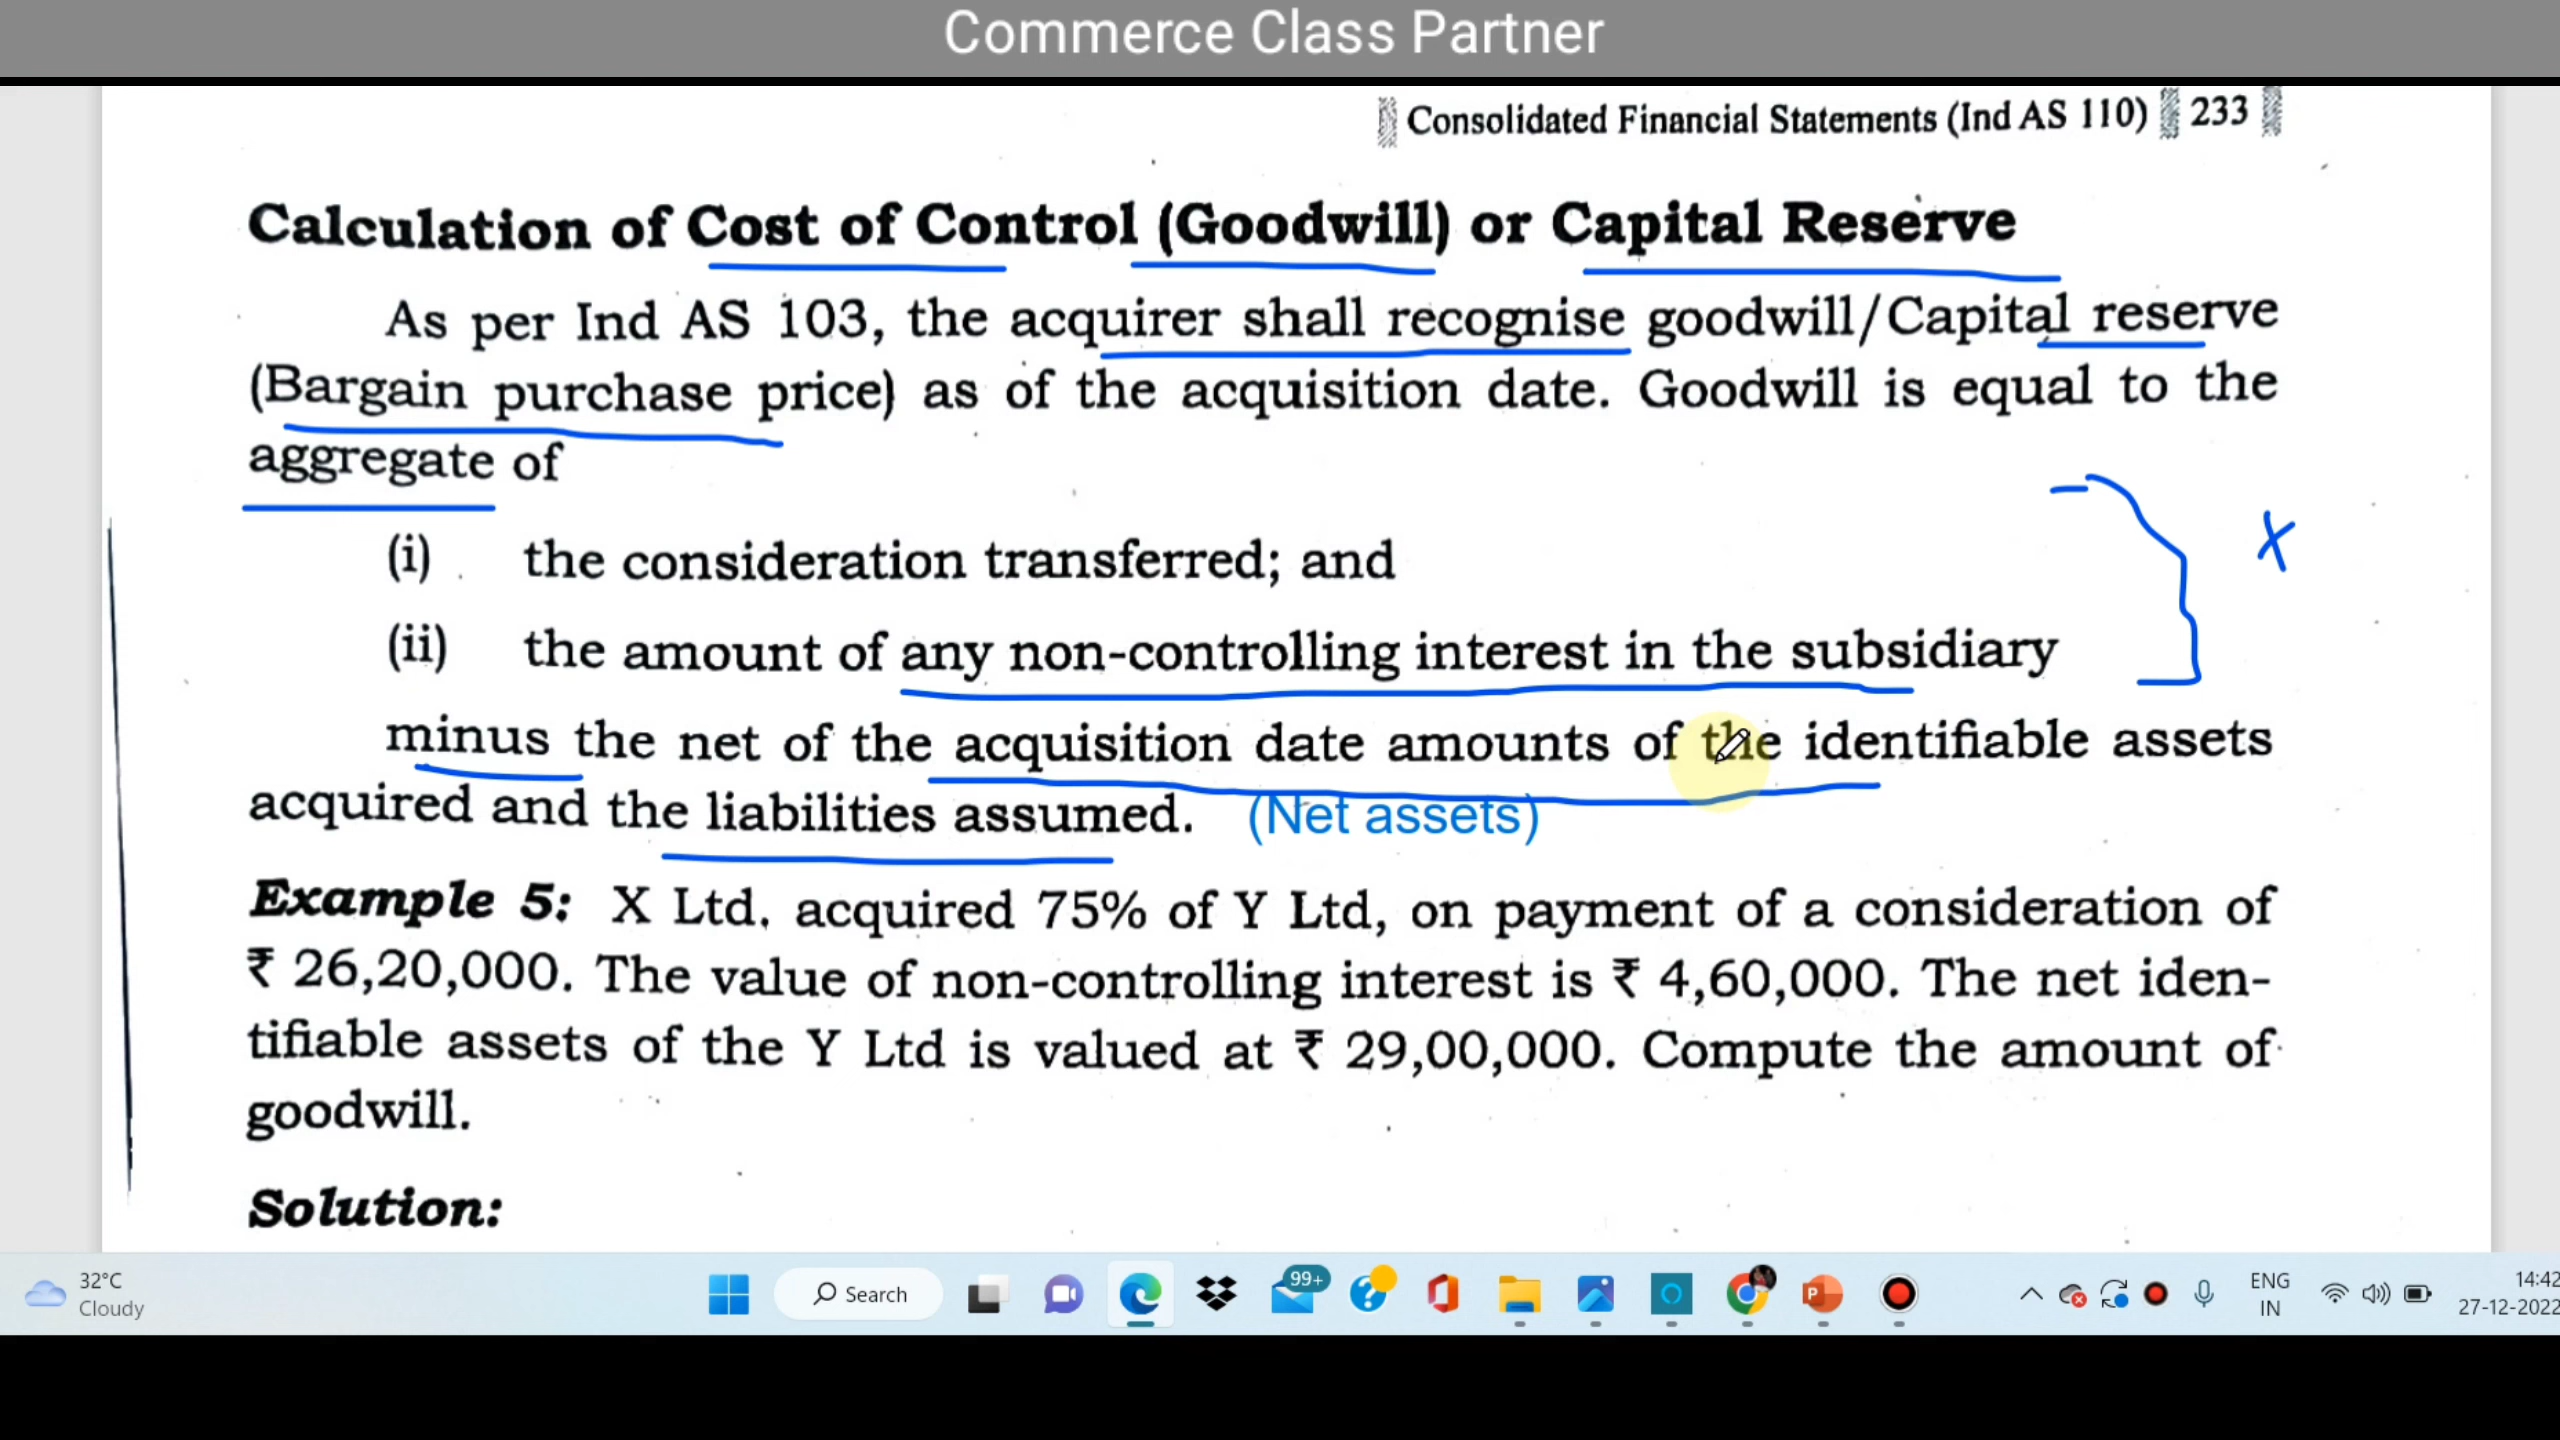 Commerce Class Partner
Consolidated Financial Statements (Ind AS 110) 233
Calculation of Cost of Control (Goodwill) or Capital Reserve
As per Ind AS 103, the acquirer shall recognise goodwill/Capital reserve
(Bargain purchase price) as of the acquisition date. Goodwill is equal to the
aggregate of
(i) the consideration transferred; and
(ii) the amount of any non-controlling interest in the subsidiary
x
minus the net of the acquisition date amounts of the identifiable assets
acquired and the liabilities assumed. (Net assets)
Example 5: X Ltd. acquired 75% of Y Ltd, on payment of a consideration of
₹ 26,20,000. The value of non-controlling interest is ₹ 4,60,000. The net iden-
tifiable assets of the Y Ltd is valued at ₹ 29,00,000. Compute the amount of
goodwill.
Solution:
32°C
Cloudy
Search
99+
ENG
IN
14:42
27-12-2022